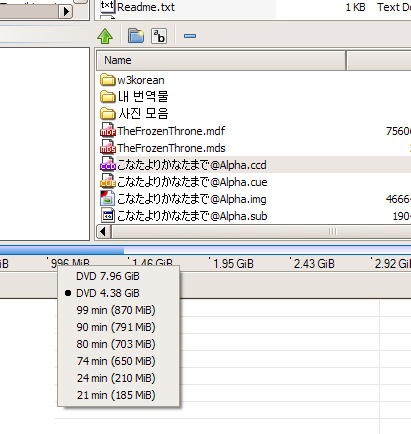 Readme.txt 1 KB Text Do
Name
w3korean
내 번역물
사진 모음
TheFrozenThrone.mdf 75660
TheFrozenThrone.mds
こなたよりかなたまで@Alpha.ccd
こなたよりかなたまで@Alpha.cue
こなたよりかなたまで@Alpha.img 46664
こなたよりかなたまで@Alpha.sub 1904
iB 996 MiB 1.46 GiB 1.95 GiB 2.43 GiB 2.92 G
DVD 7.96 GiB
DVD 4.38 GiB
99 min (870 MiB)
90 min (791 MiB)
80 min (703 MiB)
74 min (650 MiB)
24 min (210 MiB)
21 min (185 MiB)